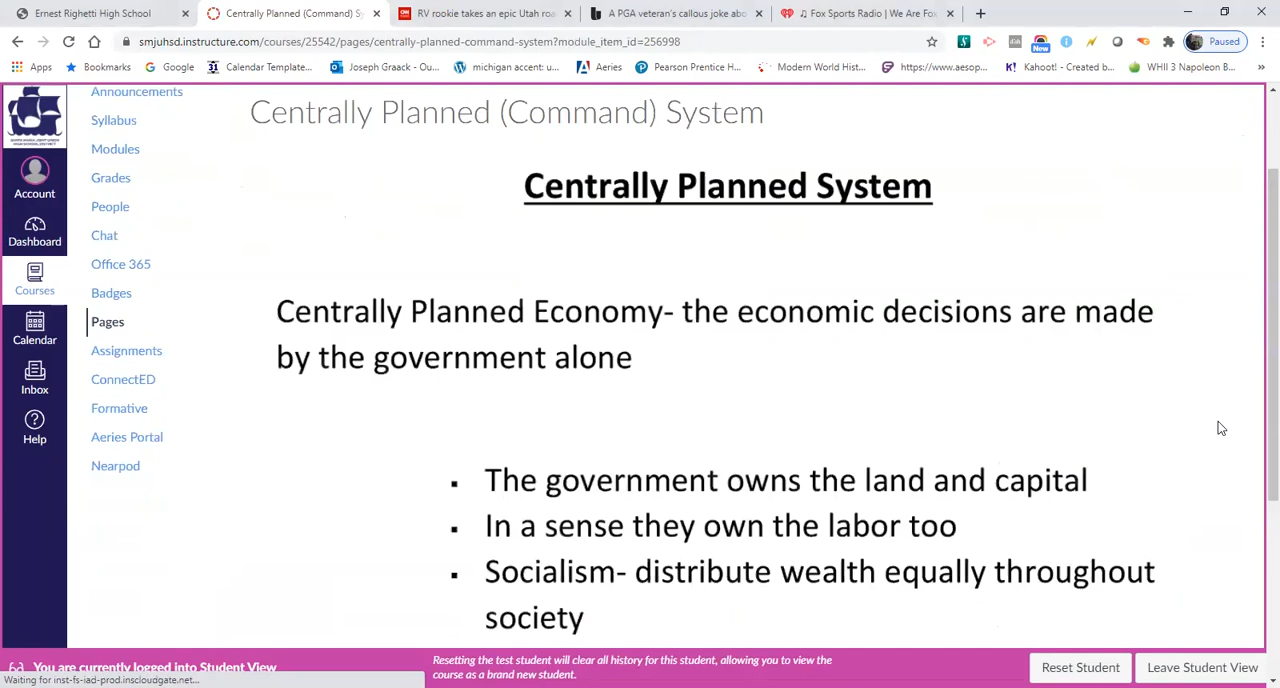 Ernest Righetti High School
Centrally Planned (Command) Sy
CNN
RV rookie takes an epic Utah roa
A PGA veteran's callous joke abo
♫ Fox Sports Radio | We Are Fox
smjuhsd.instructure.com/courses/25542/pages/centrally-planned-command-system?module_item_id=256998
New
Paused
Apps
Bookmarks
Google
Calendar Template...
Joseph Graack - Ou...
michigan accent: u...
Aeries
Pearson Prentice H...
Modern World Hist...
https://www.aesop...
Kahoot! - Created b...
WHII 3 Napoleon B...
»
Centrally Planned (Command) System
Announcements
Syllabus
Modules
Grades
People
Chat
Office 365
Badges
Pages
Assignments
ConnectED
Formative
Aeries Portal
Nearpod
Account
Dashboard
Courses
Calendar
Inbox
Help
Centrally Planned System
Centrally Planned Economy- the economic decisions are made
by the government alone
▪ The government owns the land and capital
▪ In a sense they own the labor too
▪ Socialism- distribute wealth equally throughout
society
You are currently logged into Student View
Resetting the test student will clear all history for this student, allowing you to view the
course as a brand new student.
Reset Student
Leave Student View
Waiting for inst-fs-iad-prod.inscloudgate.net...